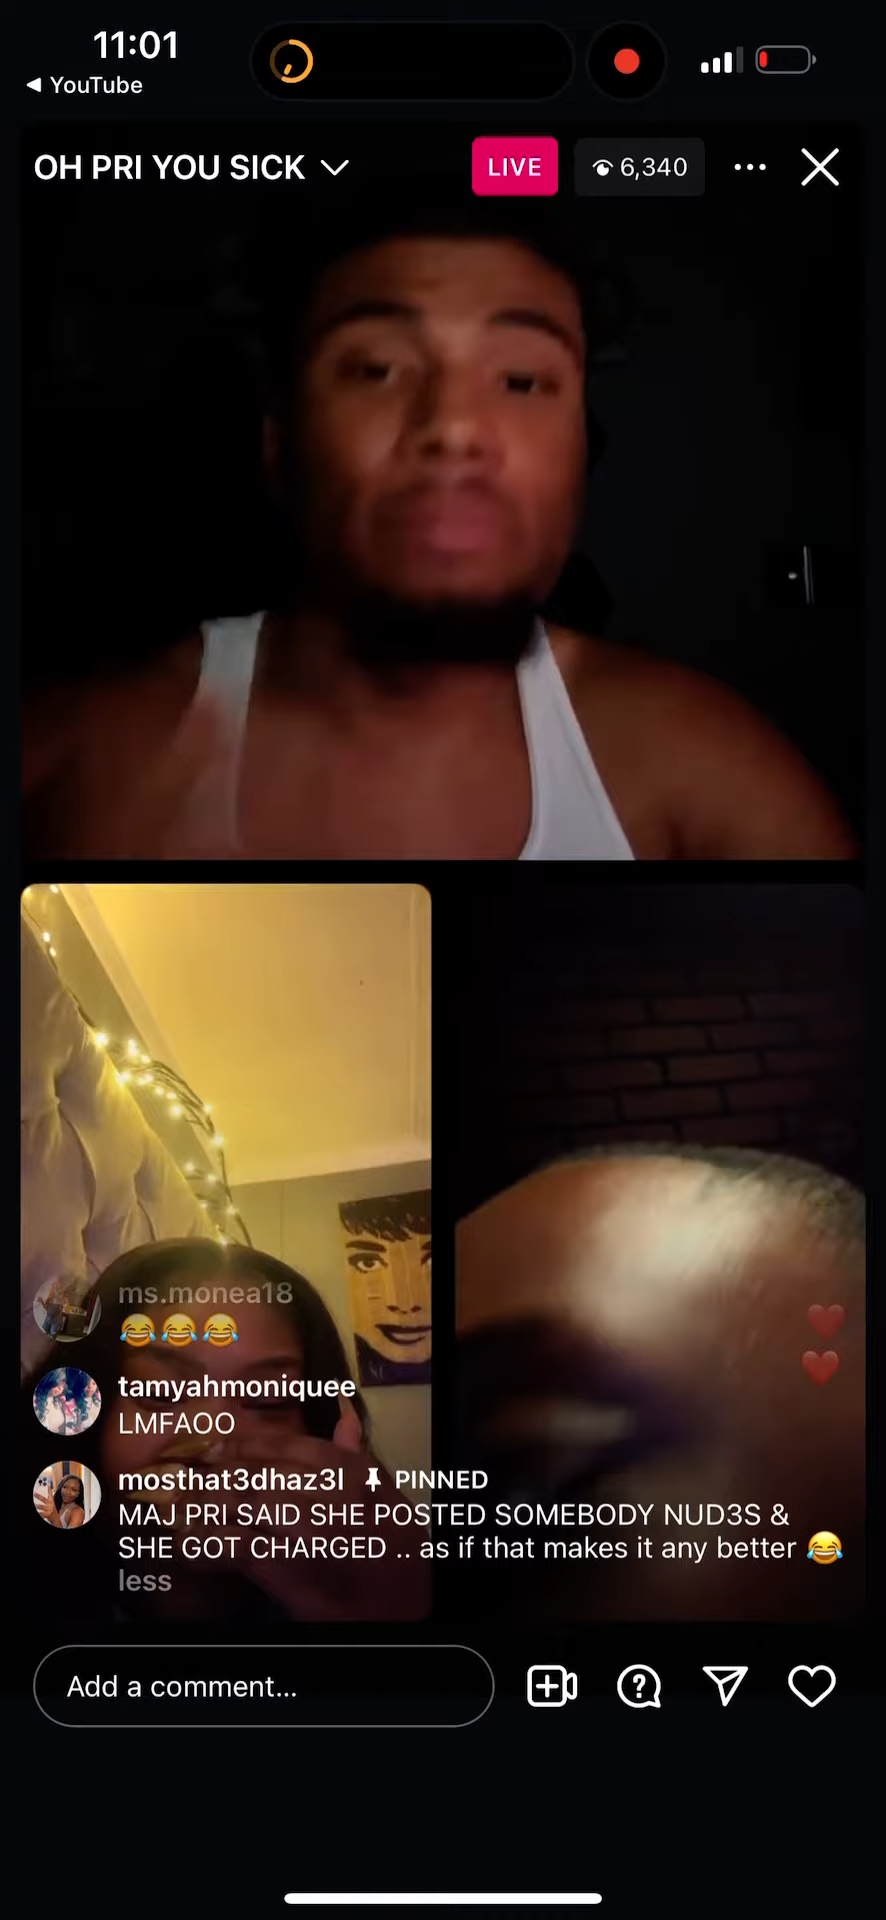 11:01
YouTube
OH PRI YOU SICK
LIVE
6,340
ms.monea18
😂😂😂
tamyahmoniquee
LMFAOO
mosthat3dhaz3l PINNED
MAJ PRI SAID SHE POSTED SOMEBODY NUD3S &
SHE GOT CHARGED .. as if that makes it any better 😂
less
Add a comment...